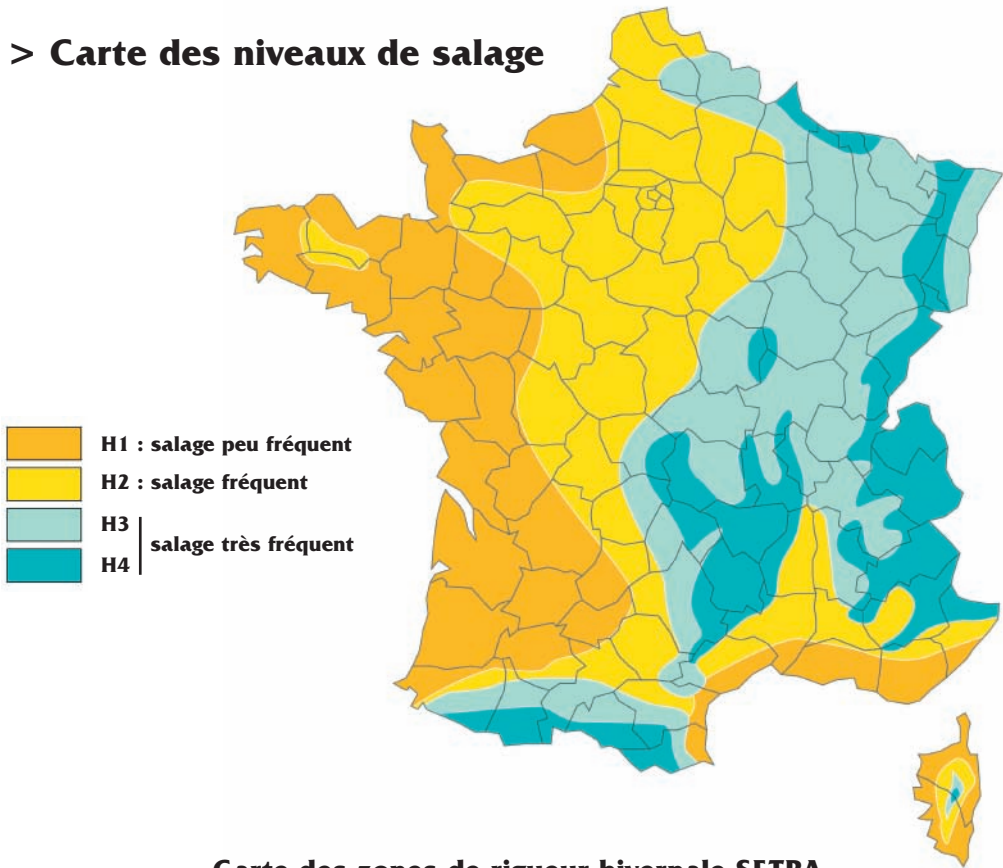 > Carte des niveaux de salage
H1 : salage peu fréquent
H2 : salage fréquent
H3
salage très fréquent
H4
Carte des zones de rigueur hivernale SETRA